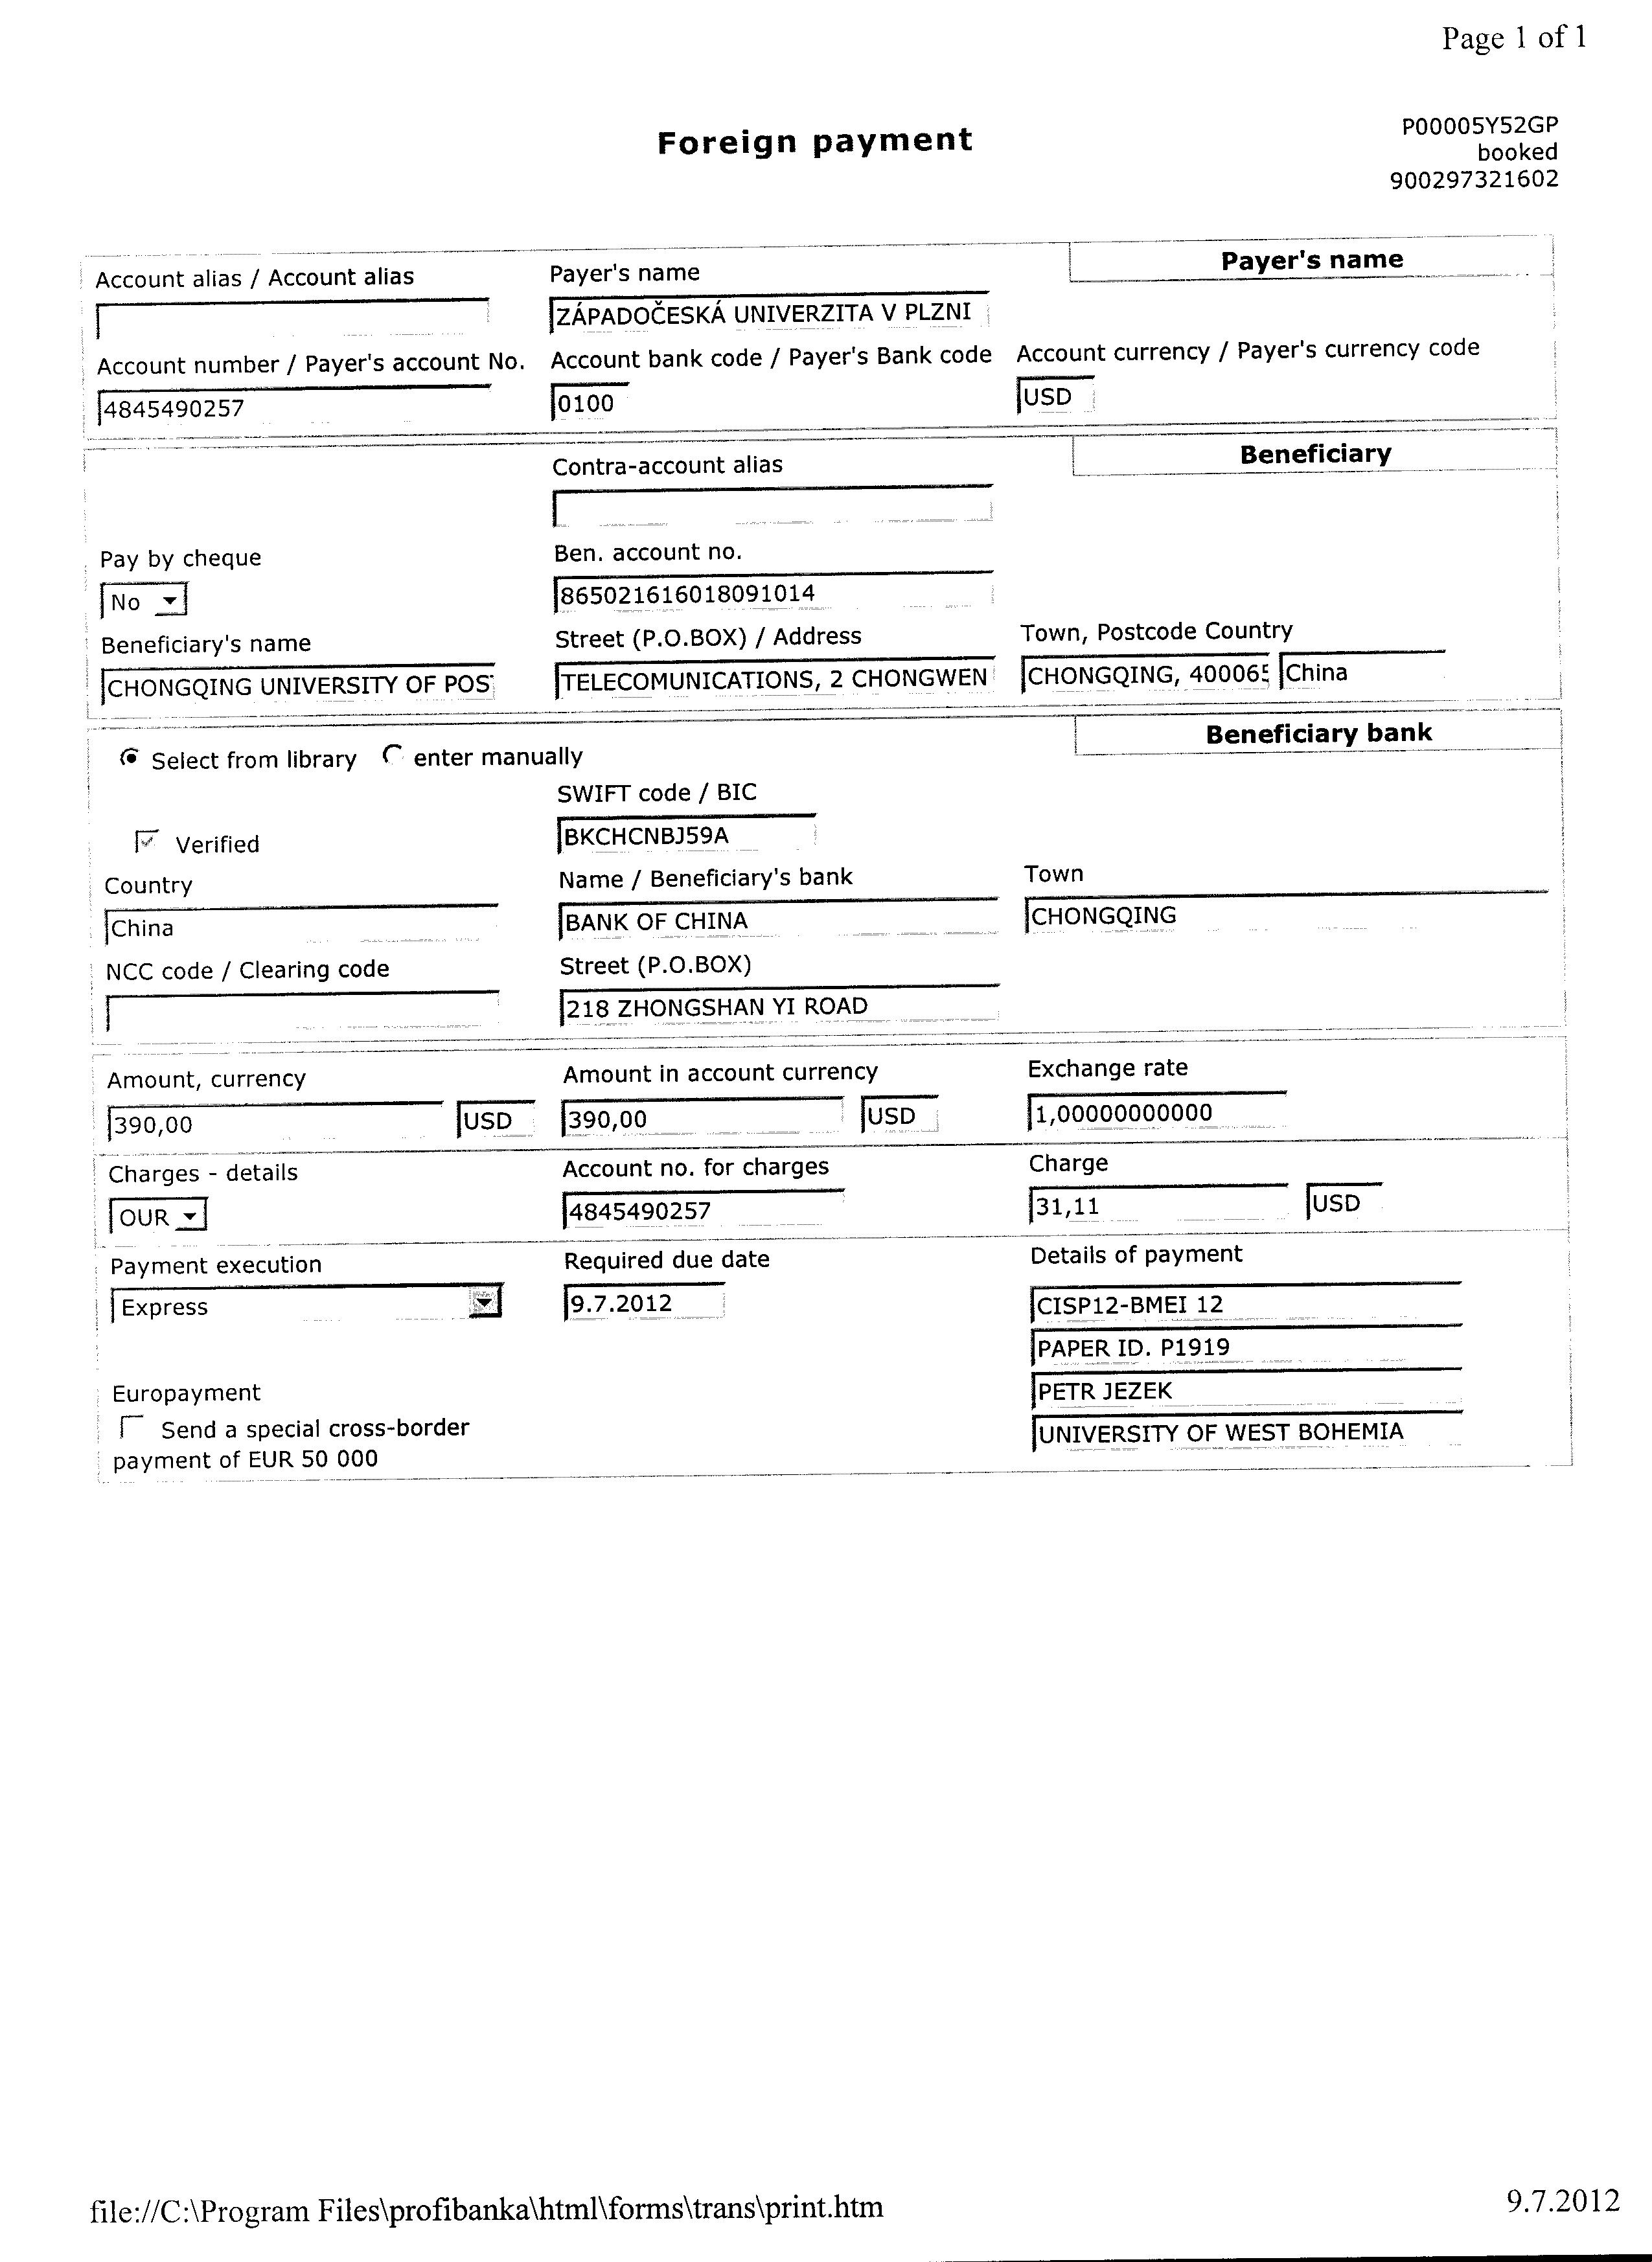 Page 1 of 1
Foreign payment
P00005Y52GP
booked
900297321602
Payer's name
Account alias / Account alias
Payer's name
ZÁPADOČESKÁ UNIVERZITA V PLZNI
Account number / Payer's account No.
Account bank code / Payer's Bank code
Account currency / Payer's currency code
4845490257
0100
USD
Beneficiary
Contra-account alias
Pay by cheque
Ben. account no.
No
865021616018091014
Beneficiary's name
Street (P.O.BOX) / Address
Town, Postcode Country
CHONGQING UNIVERSITY OF POS
TELECOMUNICATIONS, 2 CHONGWEN
CHONGQING, 400065
China
Beneficiary bank
Select from library
enter manually
SWIFT code / BIC
Verified
BKCHCNBJ59A
Country
Name / Beneficiary's bank
Town
China
BANK OF CHINA
CHONGQING
NCC code / Clearing code
Street (P.O.BOX)
218 ZHONGSHAN YI ROAD
Amount, currency
Amount in account currency
Exchange rate
390,00
USD
390,00
USD
1,00000000000
Charges - details
Account no. for charges
Charge
OUR
4845490257
31,11
USD
Payment execution
Required due date
Details of payment
Express
9.7.2012
CISP12-BMEI 12
PAPER ID. P1919
Europayment
PETR JEZEK
Send a special cross-border
payment of EUR 50 000
UNIVERSITY OF WEST BOHEMIA
file://C:\Program Files\profibanka\html\forms\trans\print.htm
9.7.2012